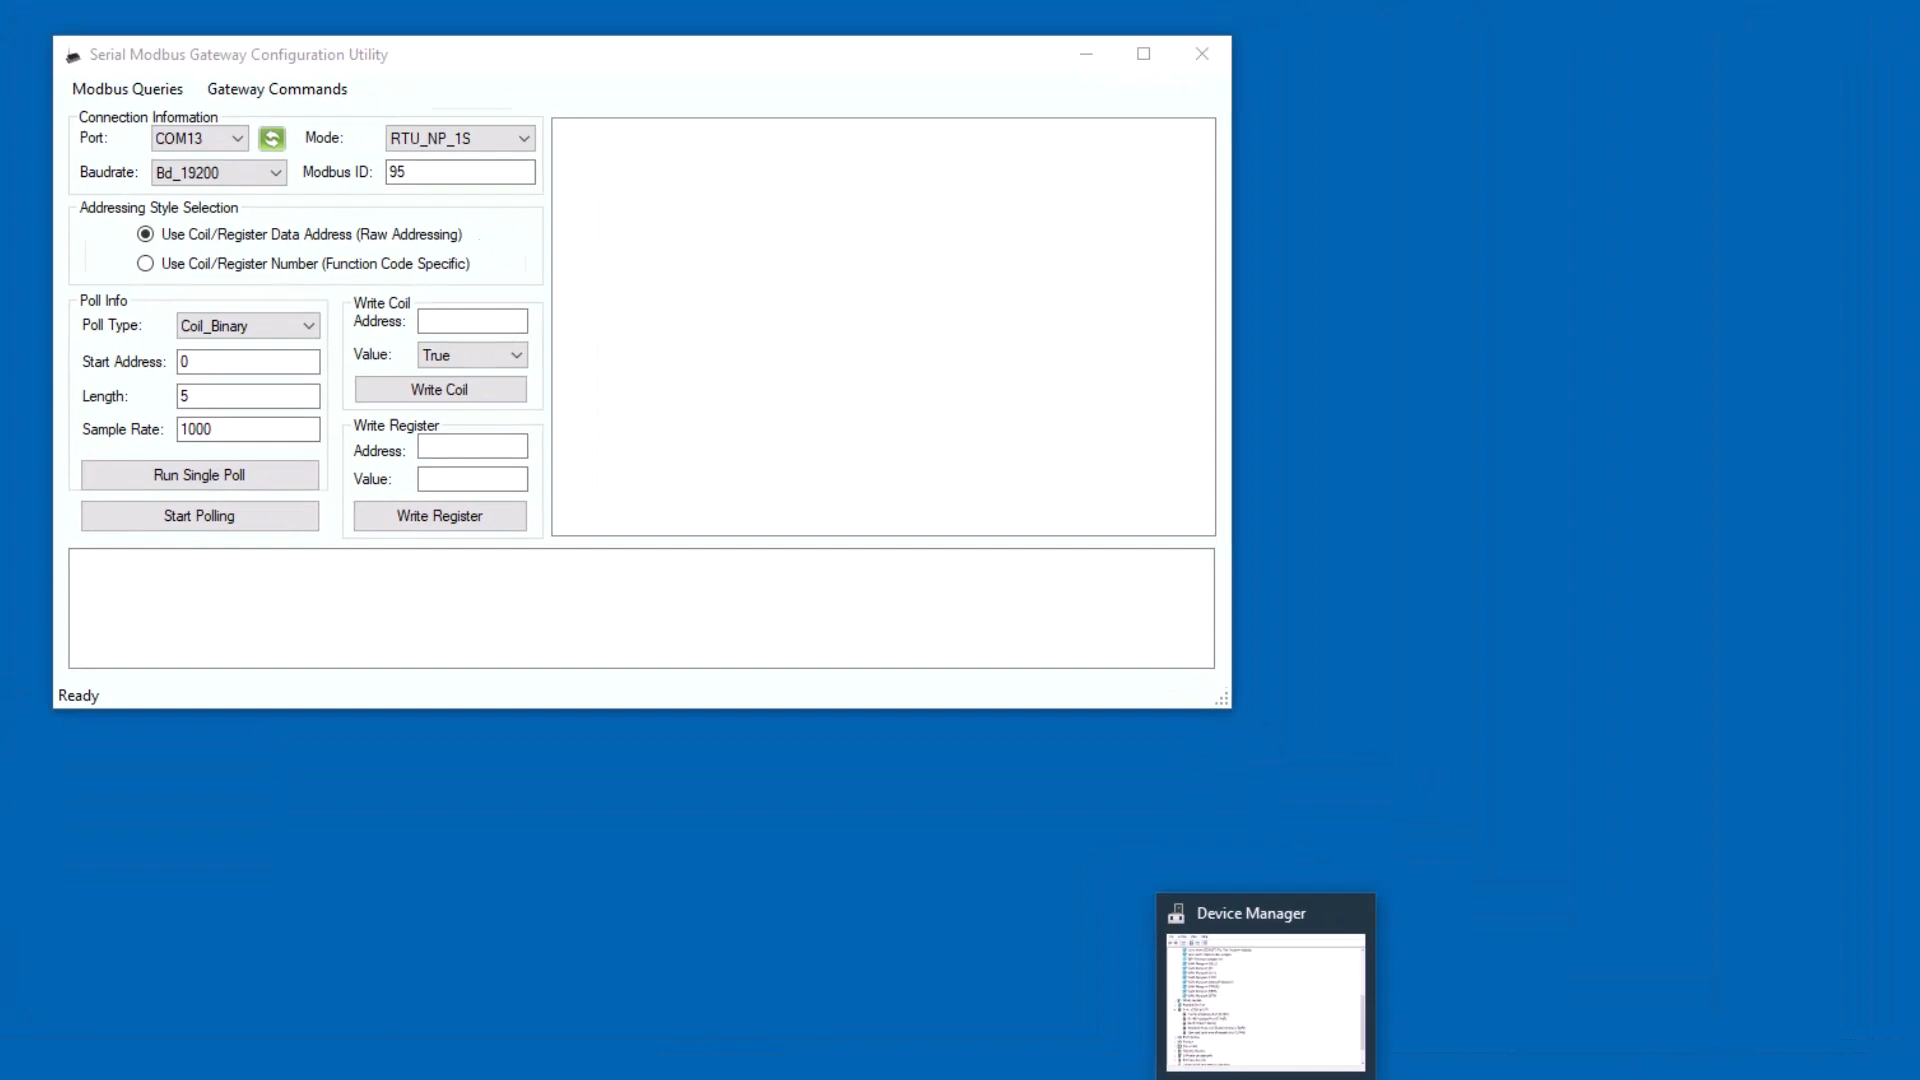 Serial Modbus Gateway Configuration Utility
Modbus Queries Gateway Commands
Connection Information
Port: COM13 Mode: RTU_NP_1S
Baudrate: Bd_19200 Modbus ID: 95
Addressing Style Selection
Use Coil/Register Data Address (Raw Addressing)
Use Coil/Register Number (Function Code Specific)
Poll Info
Poll Type: Coil_Binary
Start Address: 0
Length: 5
Sample Rate: 1000
Run Single Poll
Start Polling
Write Coil
Address:
Value: True
Write Coil
Write Register
Address:
Value:
Write Register
Ready
Device Manager